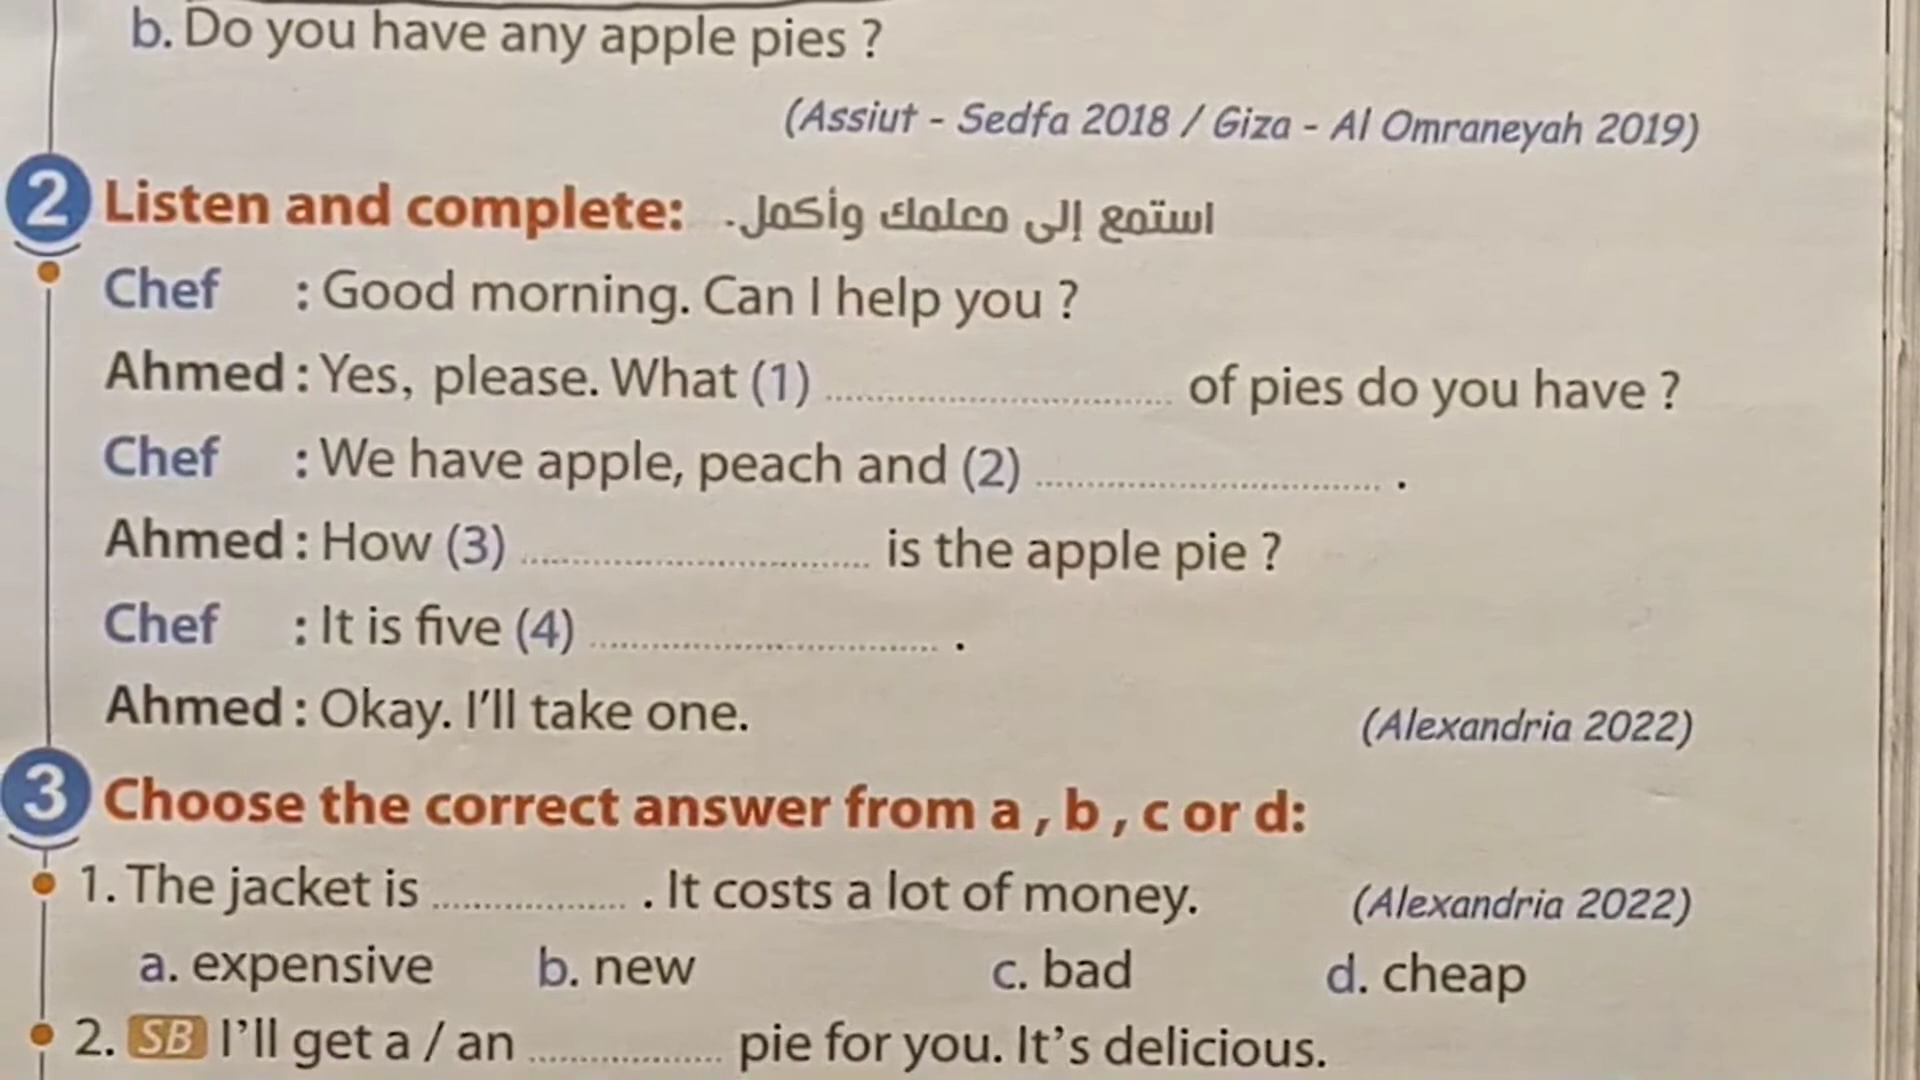 b. Do you have any apple pies ?
(Assiut - Sedfa 2018 / Giza - Al Omraneyah 2019)
2 Listen and complete: استمع إلى معلمك وأكمل.
Chef : Good morning. Can I help you ?
Ahmed : Yes, please. What (1) .................... of pies do you have ?
Chef : We have apple, peach and (2) .................... .
Ahmed : How (3) .................... is the apple pie ?
Chef : It is five (4) .................... .
Ahmed : Okay. I'll take one. (Alexandria 2022)
3 Choose the correct answer from a , b , c or d:
1. The jacket is ................ . It costs a lot of money. (Alexandria 2022)
a. expensive b. new c. bad d. cheap
2. SB I'll get a / an ................ pie for you. It's delicious.